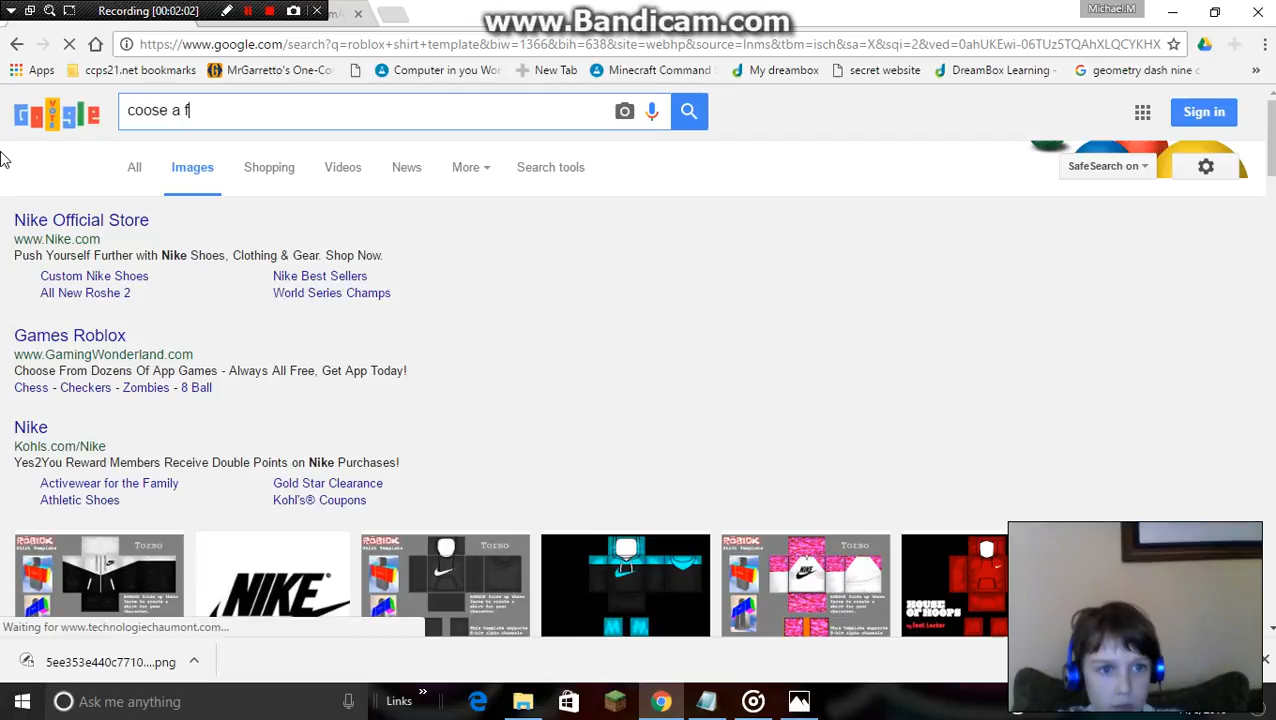 www.Bandicam.com
Recording [00:02:02]
Michael.M
https://www.google.com/search?q=roblox+shirt+template&biw=1366&bih=638&site=webhp&source=lnms&tbm=isch&sa=X&sqi=2&ved=0ahUKEwi-06TUz5TQAhXLQCYKHX
Apps
ccps21.net bookmarks
MrGarretto's One-Co
Computer in you Wor
New Tab
Minecraft Command
My dreambox
secret website
DreamBox Learning -
geometry dash nine c
»
Google
VOTE
coose a f
Sign in
All
Images
Shopping
Videos
News
More
Search tools
SafeSearch on
Nike Official Store
www.Nike.com
Push Yourself Further with Nike Shoes, Clothing & Gear. Shop Now.
Custom Nike Shoes
Nike Best Sellers
All New Roshe 2
World Series Champs
Games Roblox
www.GamingWonderland.com
Choose From Dozens Of App Games - Always All Free, Get App Today!
Chess - Checkers - Zombies - 8 Ball
Nike
Kohls.com/Nike
Yes2You Reward Members Receive Double Points on Nike Purchases!
Activewear for the Family
Gold Star Clearance
Athletic Shoes
Kohl's® Coupons
ROBLOX
Shirt Template
Torso
NIKE
ROBLOX
Shirt Template
Torso
ROBLOX
Shirt Template
Torso
HOUSE
OF HOOPS
by Foot Locker
Waiting for www.technologiechaumont.com...
5ee353e440c7710....png
Ask me anything
Links
»